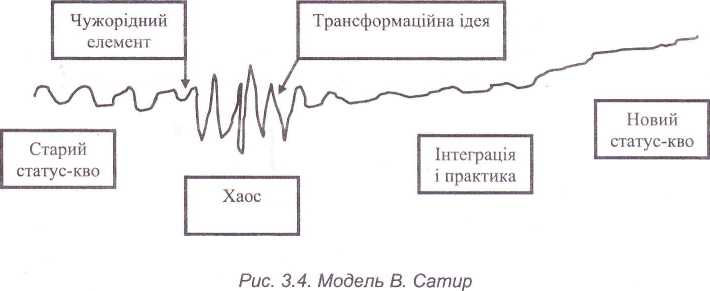 Чужорідний
елемент
Трансформаційна ідея
Старий
статус-кво
Хаос
Інтеграція
і практика
Новий
статус-кво
Рис. 3.4. Модель В. Сатир